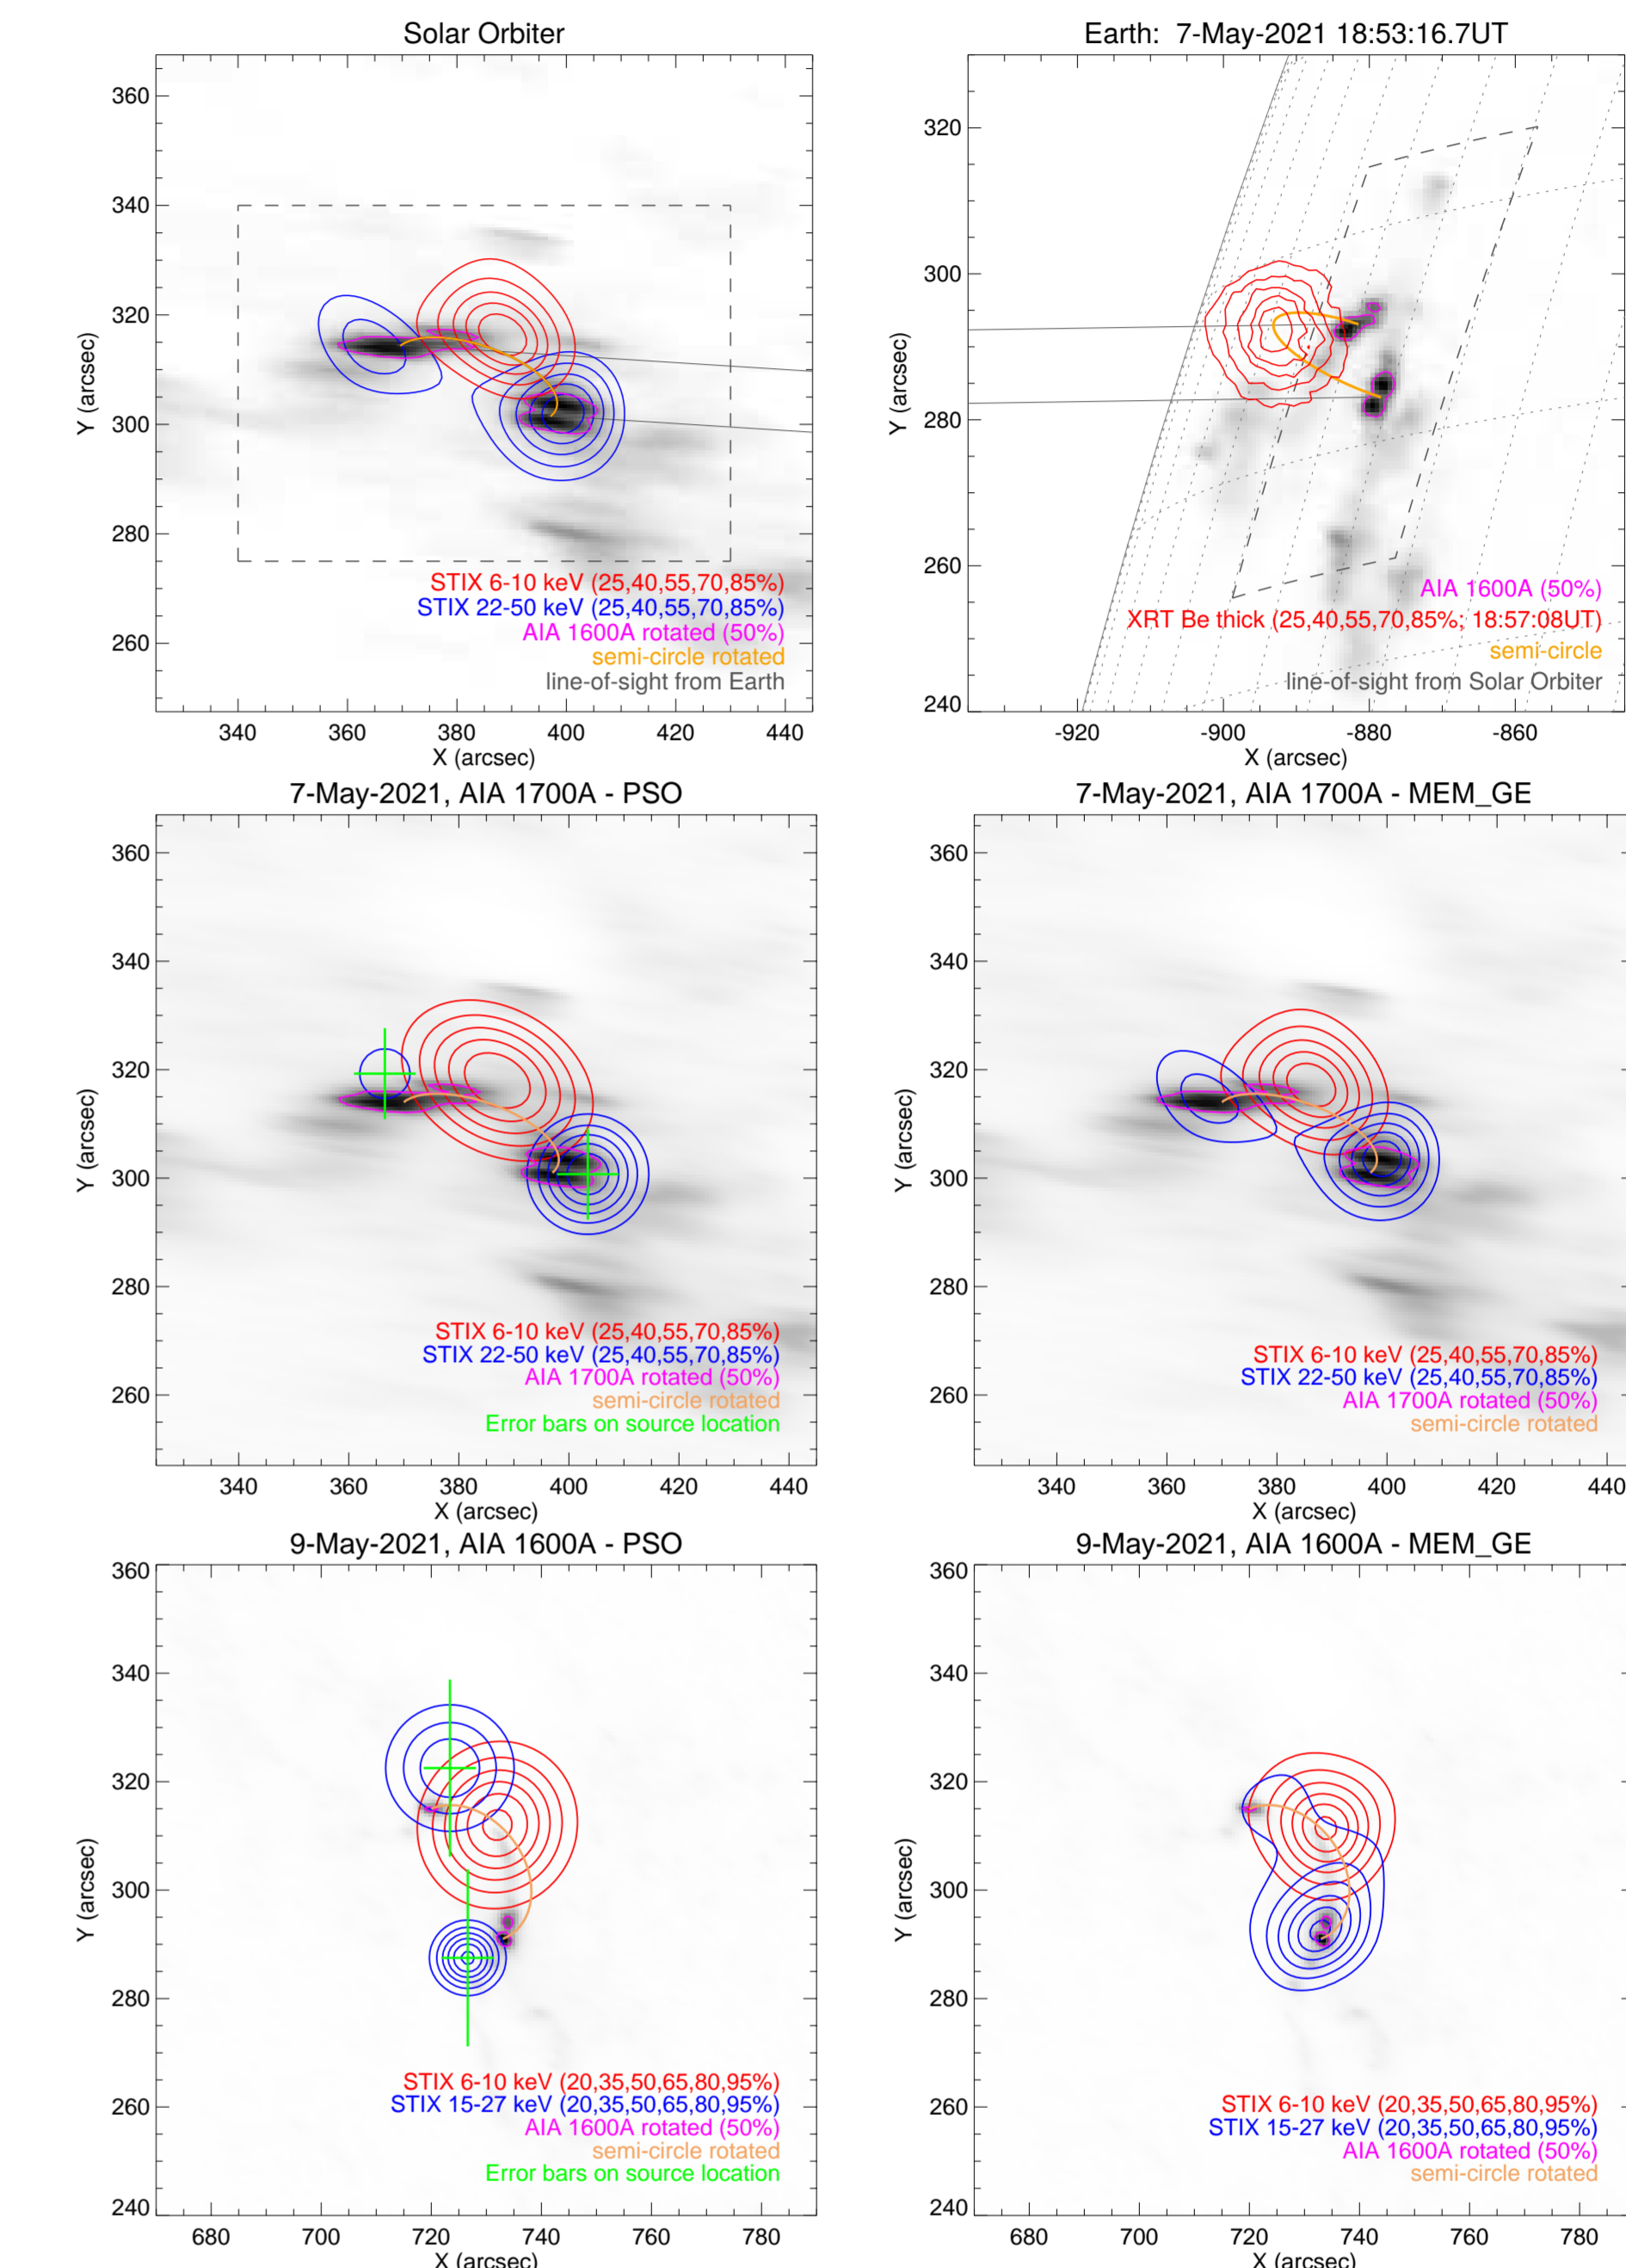 Solar Orbiter
360
340
320
300
280
260
Y (arcsec)
STIX 6-10 keV (25,40,55,70,85%)
STIX 22-50 keV (25,40,55,70,85%)
AIA 1600A rotated (50%)
semi-circle rotated
line-of-sight from Earth
340 360 380 400 420 440
X (arcsec)
Earth: 7-May-2021 18:53:16.7UT
320
300
280
260
240
Y (arcsec)
AIA 1600A (50%)
XRT Be thick (25,40,55,70,85%; 18:57:08UT)
semi-circle
line-of-sight from Solar Orbiter
-920 -900 -880 -860
X (arcsec)
7-May-2021, AIA 1700A - PSO
360
340
320
300
280
260
Y (arcsec)
STIX 6-10 keV (25,40,55,70,85%)
STIX 22-50 keV (25,40,55,70,85%)
AIA 1700A rotated (50%)
semi-circle rotated
Error bars on source location
340 360 380 400 420 440
X (arcsec)
7-May-2021, AIA 1700A - MEM_GE
360
340
320
300
280
260
Y (arcsec)
STIX 6-10 keV (25,40,55,70,85%)
STIX 22-50 keV (25,40,55,70,85%)
AIA 1700A rotated (50%)
semi-circle rotated
340 360 380 400 420 440
X (arcsec)
9-May-2021, AIA 1600A - PSO
360
340
320
300
280
260
240
Y (arcsec)
STIX 6-10 keV (20,35,50,65,80,95%)
STIX 15-27 keV (20,35,50,65,80,95%)
AIA 1600A rotated (50%)
semi-circle rotated
Error bars on source location
680 700 720 740 760 780
X (arcsec)
9-May-2021, AIA 1600A - MEM_GE
360
340
320
300
280
260
240
Y (arcsec)
STIX 6-10 keV (20,35,50,65,80,95%)
STIX 15-27 keV (20,35,50,65,80,95%)
AIA 1600A rotated (50%)
semi-circle rotated
680 700 720 740 760 780
X (arcsec)